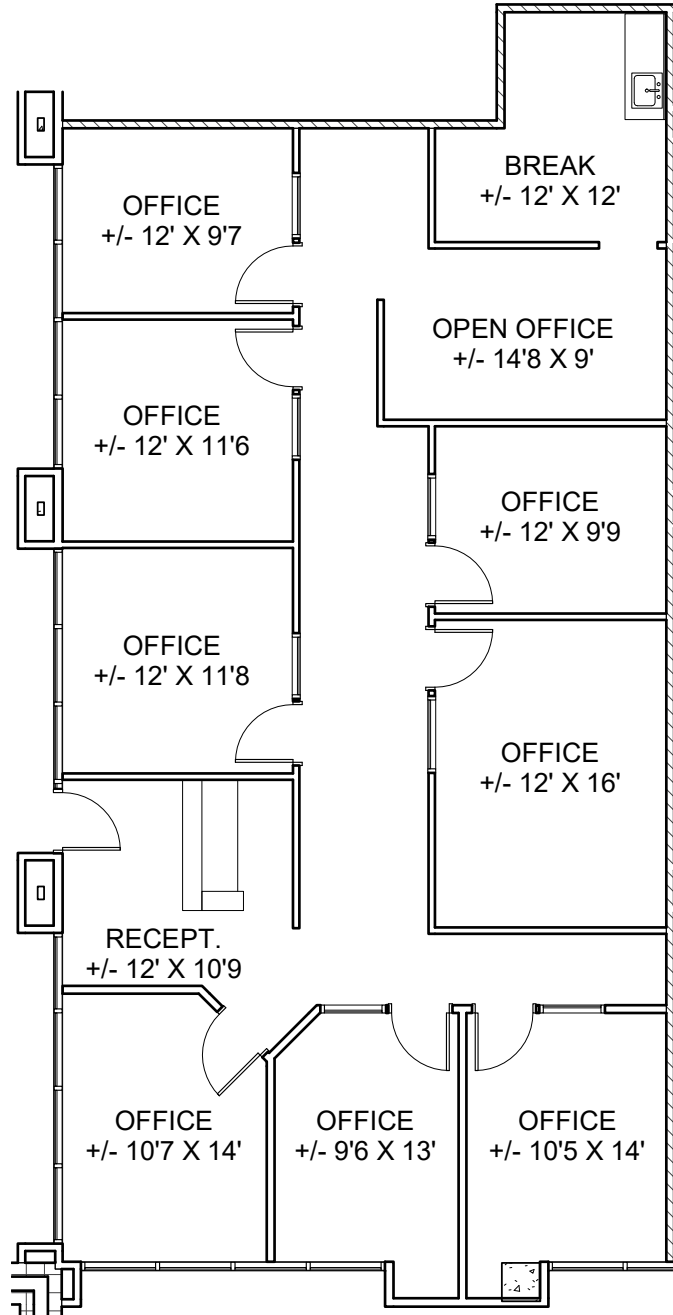 BREAK
+/- 12' X 12'
OFFICE
+/- 12' X 9'7
OPEN OFFICE
+/- 14'8 X 9'
OFFICE
+/- 12' X 11'6
OFFICE
+/- 12' X 9'9
OFFICE
+/- 12' X 11'8
OFFICE
+/- 12' X 16'
RECEPT.
+/- 12' X 10'9
OFFICE
+/- 10'7 X 14'
OFFICE
+/- 9'6 X 13'
OFFICE
+/- 10'5 X 14'